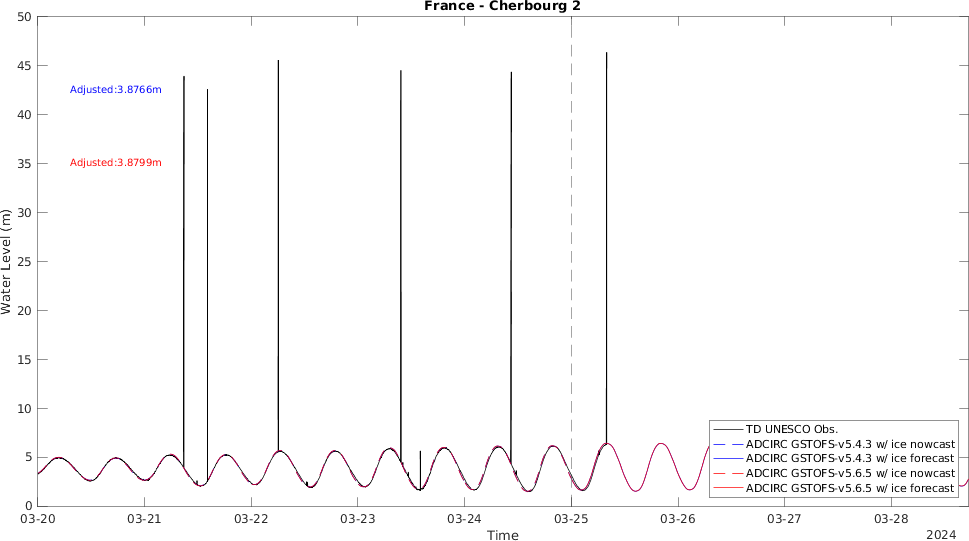 France - Cherbourg 2
50
45
40
35
30
25
20
15
10
5
0
Water Level (m)
Adjusted:3.8766m
Adjusted:3.8799m
TD UNESCO Obs.
ADCIRC GSTOFS-v5.4.3 w/ ice nowcast
ADCIRC GSTOFS-v5.4.3 w/ ice forecast
ADCIRC GSTOFS-v5.6.5 w/ ice nowcast
ADCIRC GSTOFS-v5.6.5 w/ ice forecast
03-20 03-21 03-22 03-23 03-24 03-25 03-26 03-27 03-28
Time
2024